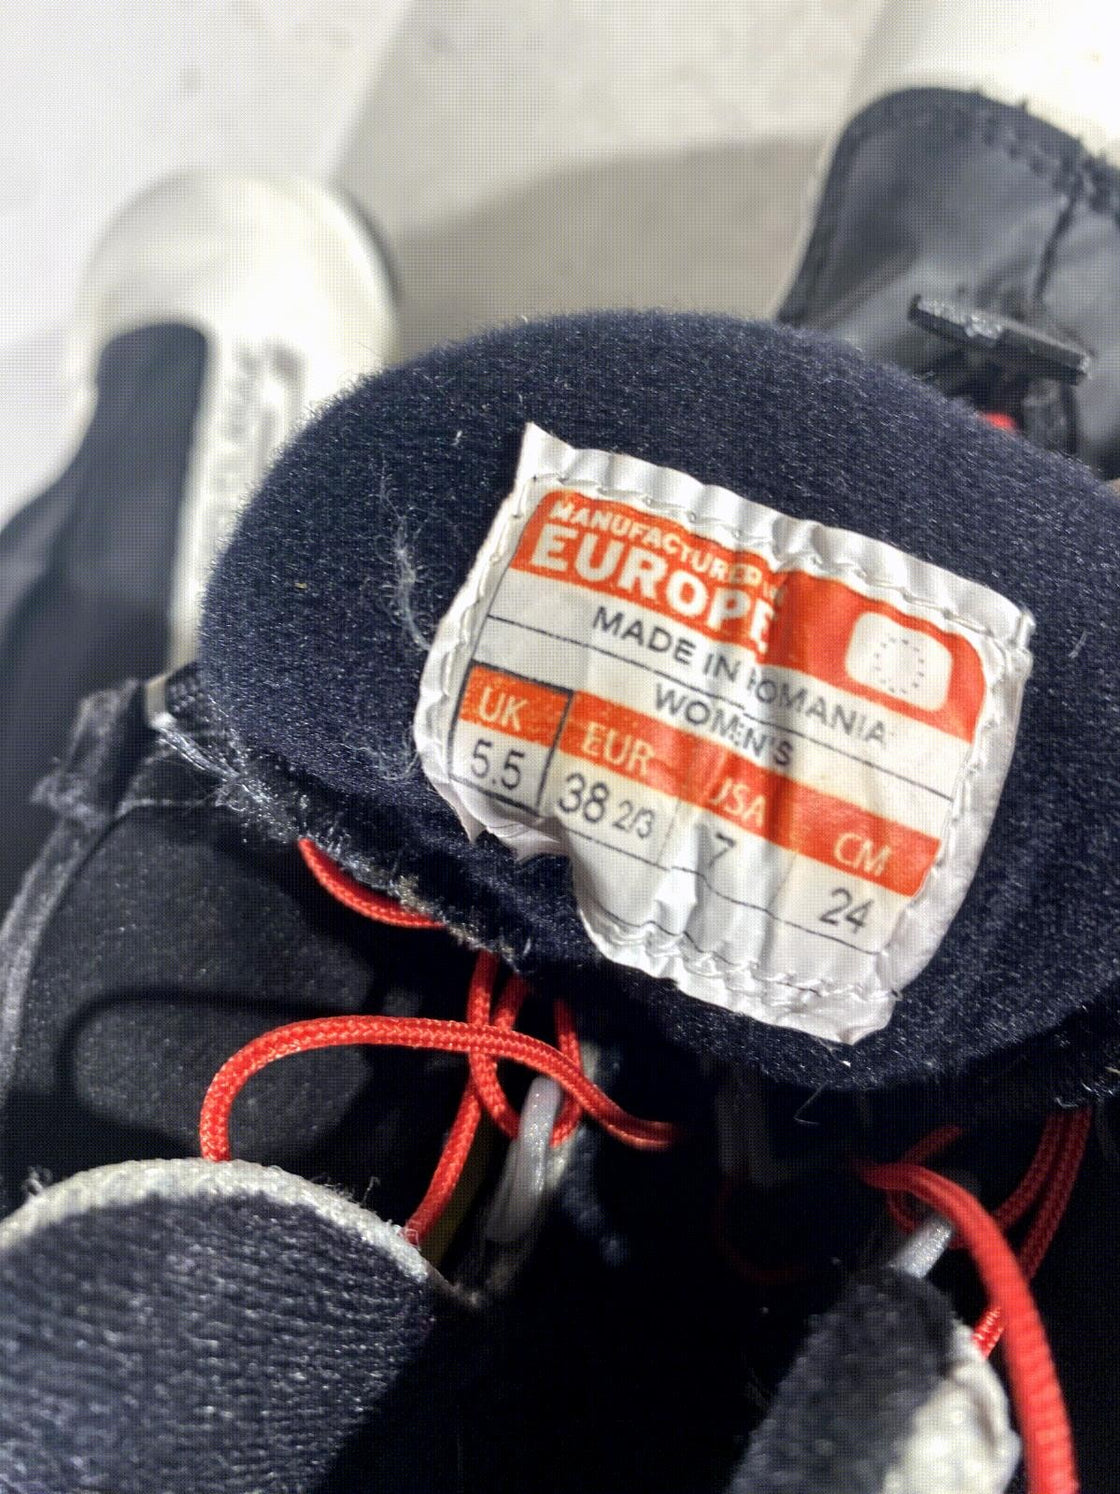 MANUFACTURED IN
EUROPE
MADE IN ROMANIA
WOMEN'S
UK EUR USA CM
5.5 38 2/3 7 24